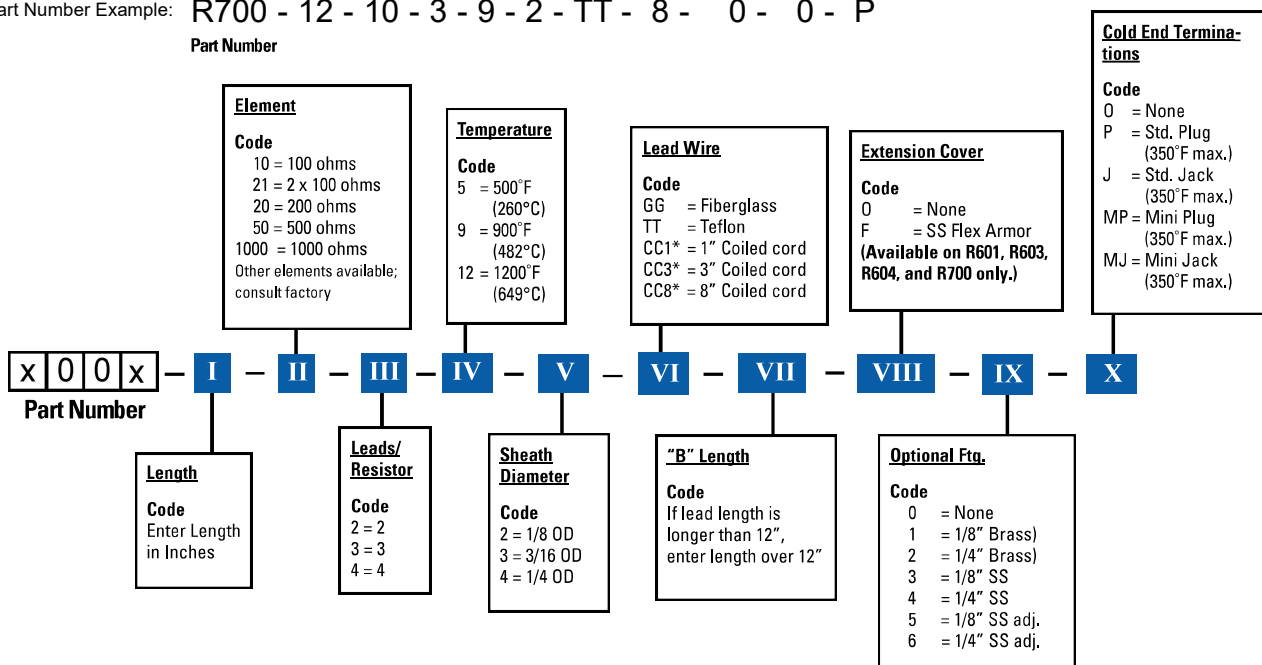 art Number Example: R700 - 12 - 10 - 3 - 9 - 2 - TT - 8 - 0 - 0 - P
Part Number
Element
Code
10 = 100 ohms
21 = 2 x 100 ohms
20 = 200 ohms
50 = 500 ohms
1000 = 1000 ohms
Other elements available;
consult factory
Temperature
Code
5 = 500°F
(260°C)
9 = 900°F
(482°C)
12 = 1200°F
(649°C)
Lead Wire
Code
GG = Fiberglass
TT = Teflon
CC1* = 1" Coiled cord
CC3* = 3" Coiled cord
CC8* = 8" Coiled cord
Extension Cover
Code
O = None
F = SS Flex Armor
(Available on R601, R603,
R604, and R700 only.)
Cold End Termina-
tions
Code
O = None
P = Std. Plug
(350°F max.)
J = Std. Jack
(350°F max.)
MP = Mini Plug
(350°F max.)
MJ = Mini Jack
(350°F max.)
x 0 0 x – I – II – III – IV – V – VI – VII – VIII – IX – X
Part Number
Length
Code
Enter Length
in Inches
Leads/
Resistor
Code
2 = 2
3 = 3
4 = 4
Sheath
Diameter
Code
2 = 1/8 OD
3 = 3/16 OD
4 = 1/4 OD
"B" Length
Code
If lead length is
longer than 12",
enter length over 12"
Optional Ftg.
Code
0 = None
1 = 1/8" Brass)
2 = 1/4" Brass)
3 = 1/8" SS
4 = 1/4" SS
5 = 1/8" SS adj.
6 = 1/4" SS adj.